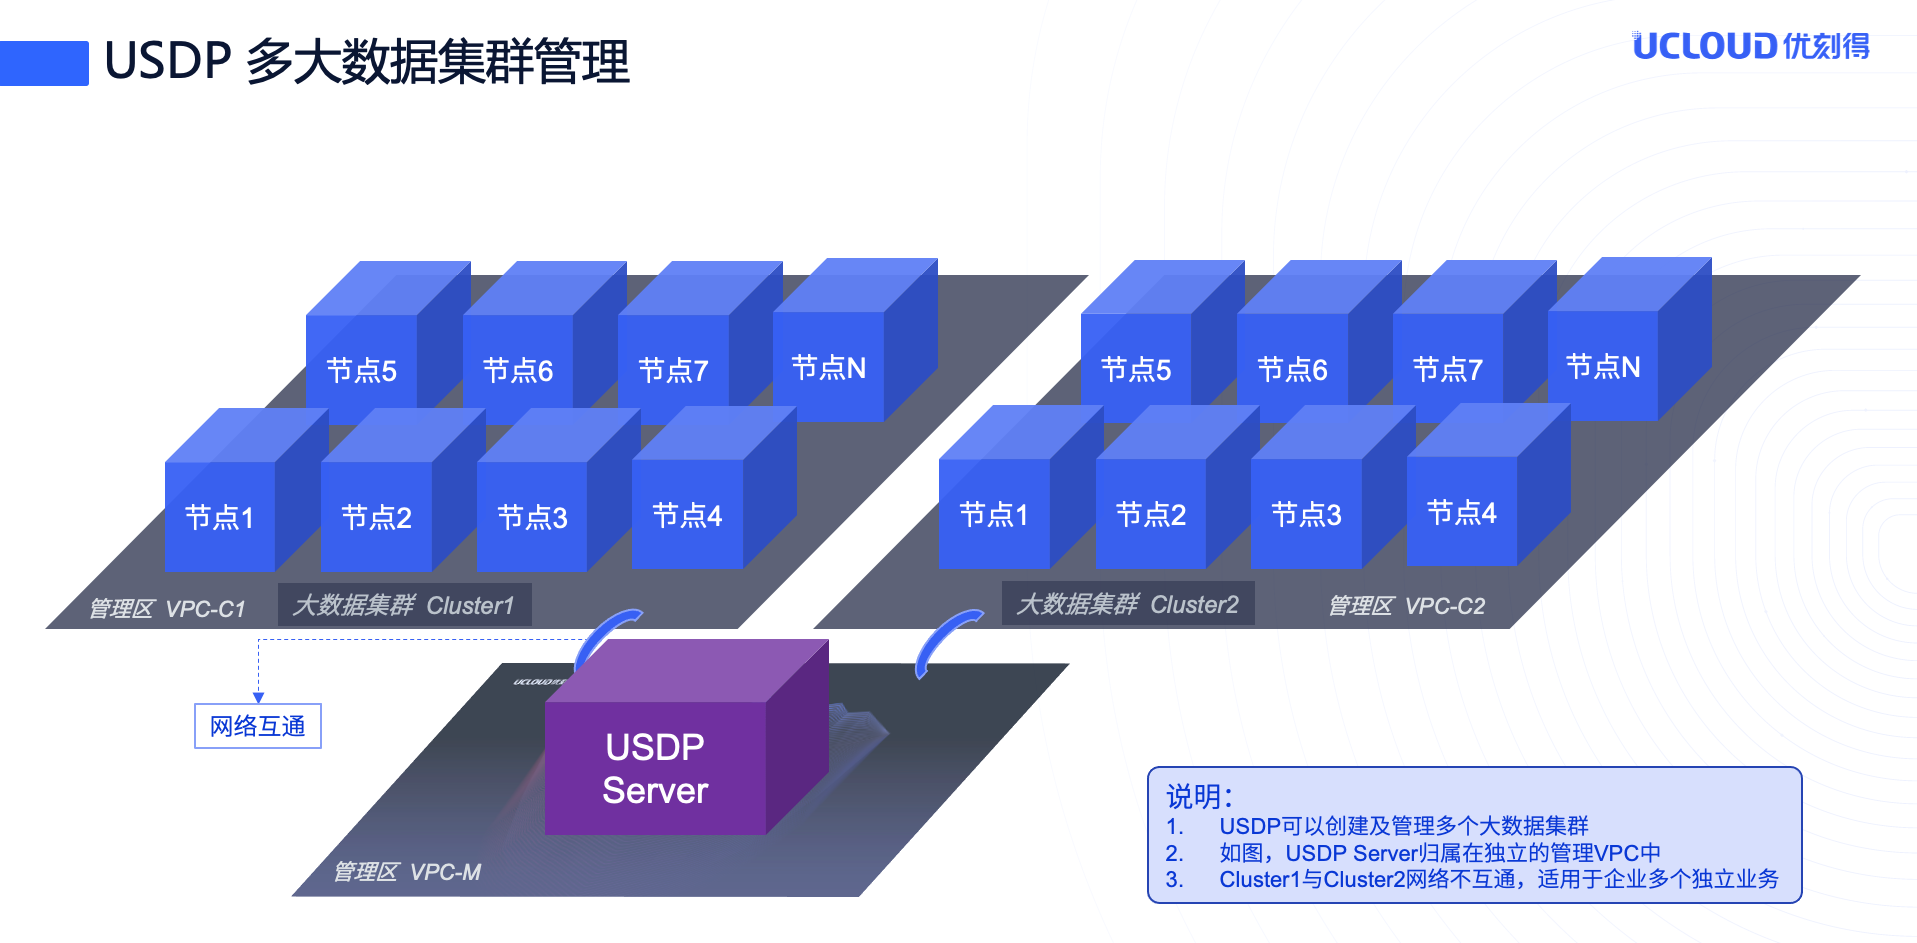 USDP 多大数据集群管理
UCLOUD优刻得
节点5
节点6
节点7
节点N
节点1
节点2
节点3
节点4
管理区 VPC-C1
大数据集群 Cluster1
节点5
节点6
节点7
节点N
节点1
节点2
节点3
节点4
大数据集群 Cluster2
管理区 VPC-C2
网络互通
UCLOUD
USDP
Server
管理区 VPC-M
说明：
1. USDP可以创建及管理多个大数据集群
2. 如图，USDP Server归属在独立的管理VPC中
3. Cluster1与Cluster2网络不互通，适用于企业多个独立业务